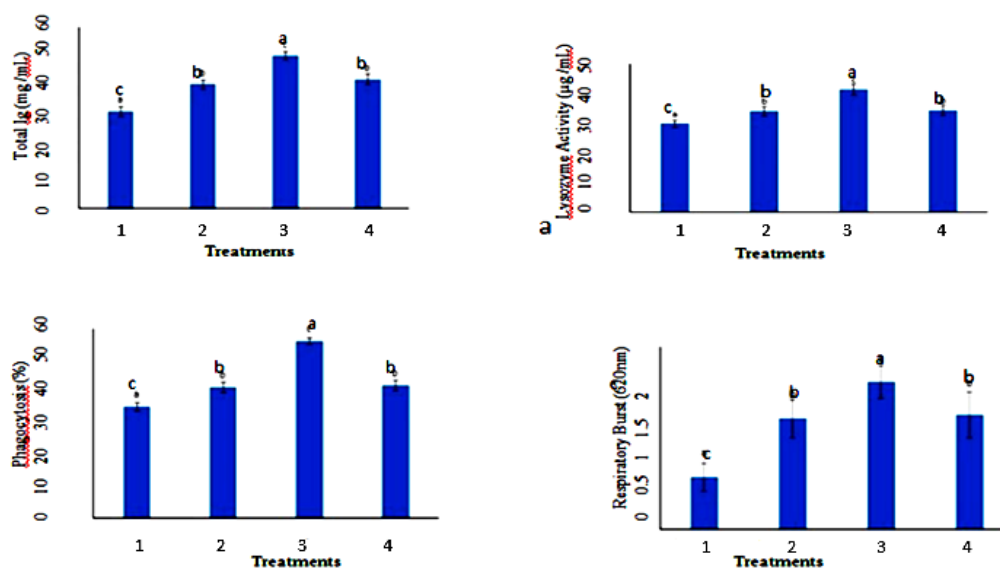 Total Ig (mg/mL)
60
50
40
30
20
10
0
c
b
a
b
1 2 3 4
Treatments
Lysozyme Activity (µg/mL)
50
40
30
20
10
0
a
c
b
a
b
1 2 3 4
Treatments
Phagocytosis (%)
60
50
40
30
20
10
0
c
b
a
b
1 2 3 4
Treatments
Respiratory Burst (620nm)
2
1.5
1
0.5
0
c
b
a
b
1 2 3 4
Treatments